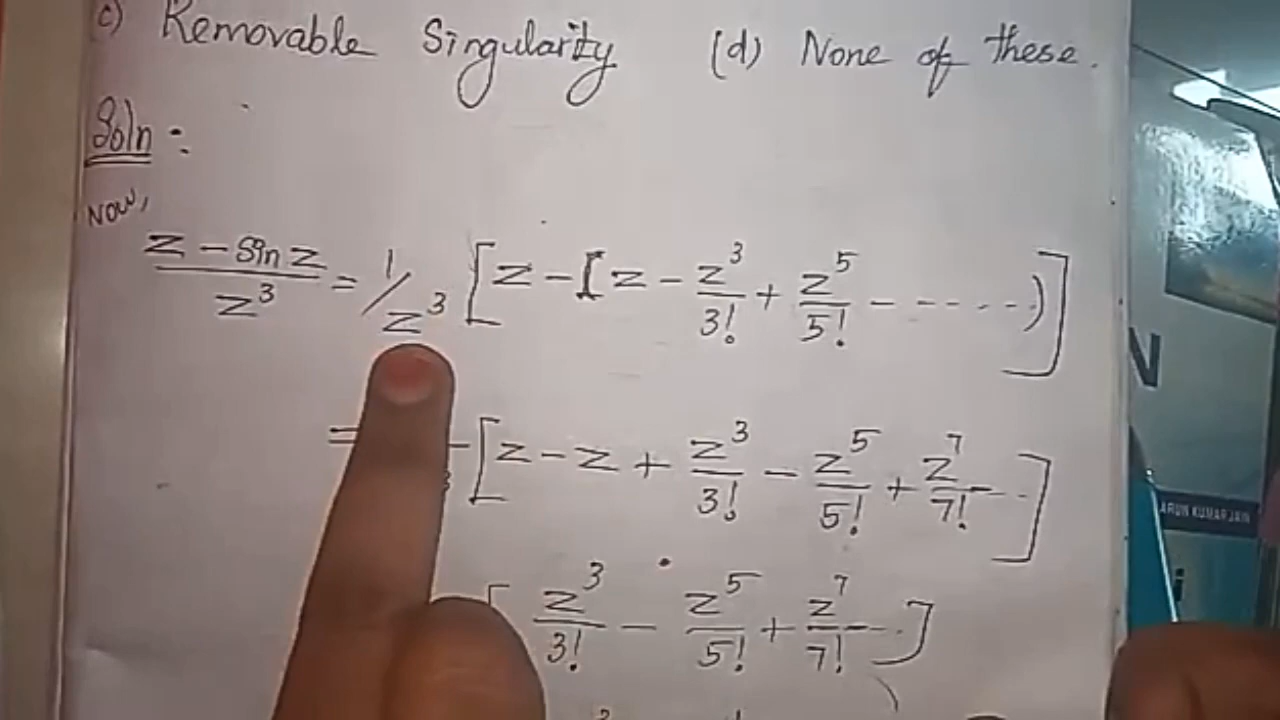 c) Removable Singularity (d) None of these.
Soln :
Now,
z - sin z / z³ = 1/z³ [z - [z - z³/3! + z⁵/5! - -----)]
= [z - z + z³/3! - z⁵/5! + z⁷/7! - --]
[ z³/3! - z⁵/5! + z⁷/7! - --]
N
ARUN KUMAR JAIN